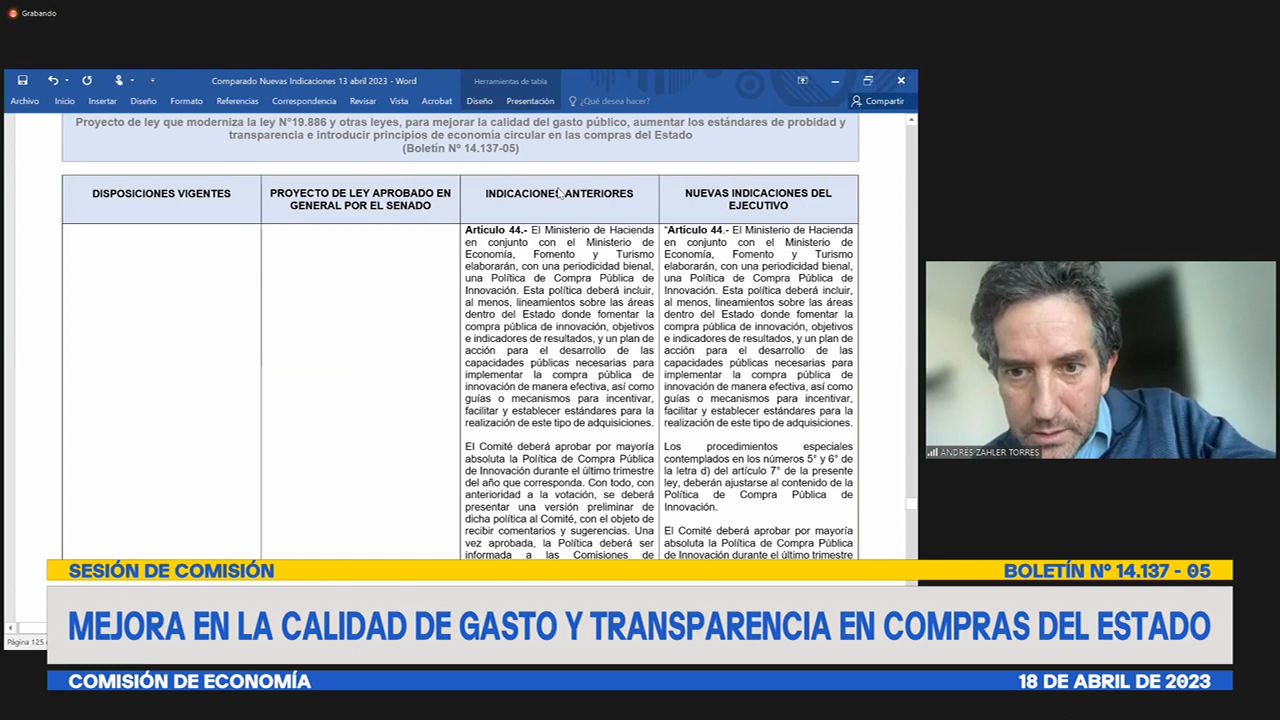 Grabando
Comparado Nuevas Indicaciones 13 abril 2023 - Word
Herramientas de tabla
Archivo Inicio Insertar Diseño Formato Referencias Correspondencia Revisar Vista Acrobat Diseño Presentación ¿Qué desea hacer? Compartir
Proyecto de ley que moderniza la ley N°19.886 y otras leyes, para mejorar la calidad del gasto público, aumentar los estándares de probidad y
transparencia e introducir principios de economía circular en las compras del Estado
(Boletín Nº 14.137-05)
DISPOSICIONES VIGENTES
PROYECTO DE LEY APROBADO EN
GENERAL POR EL SENADO
INDICACIONES ANTERIORES
NUEVAS INDICACIONES DEL
EJECUTIVO
Artículo 44.- El Ministerio de Hacienda
en conjunto con el Ministerio de
Economía, Fomento y Turismo
elaborarán, con una periodicidad bienal,
una Política de Compra Pública de
Innovación. Esta política deberá incluir,
al menos, lineamientos sobre las áreas
dentro del Estado donde fomentar la
compra pública de innovación, objetivos
e indicadores de resultados, y un plan de
acción para el desarrollo de las
capacidades públicas necesarias para
implementar la compra pública de
innovación de manera efectiva, así como
guías o mecanismos para incentivar,
facilitar y establecer estándares para la
realización de este tipo de adquisiciones.
El Comité deberá aprobar por mayoría
absoluta la Política de Compra Pública
de Innovación durante el último trimestre
del año que corresponda. Con todo, con
anterioridad a la votación, se deberá
presentar una versión preliminar de
dicha política al Comité, con el objeto de
recibir comentarios y sugerencias. Una
vez aprobada, la Política deberá ser
informada a las Comisiones de
"Artículo 44.- El Ministerio de Hacienda
en conjunto con el Ministerio de
Economía, Fomento y Turismo
elaborarán, con una periodicidad bienal,
una Política de Compra Pública de
Innovación. Esta política deberá incluir,
al menos, lineamientos sobre las áreas
dentro del Estado donde fomentar la
compra pública de innovación, objetivos
e indicadores de resultados, y un plan de
acción para el desarrollo de las
capacidades públicas necesarias para
implementar la compra pública de
innovación de manera efectiva, así como
guías o mecanismos para incentivar,
facilitar y establecer estándares para la
realización de este tipo de adquisiciones.
Los procedimientos especiales
contemplados en los números 5° y 6° de
la letra d) del artículo 7° de la presente
ley, deberán ajustarse al contenido de la
Política de Compra Pública de
Innovación.
El Comité deberá aprobar por mayoría
absoluta la Política de Compra Pública
de Innovación durante el último trimestre
ANDRES ZAHLER TORRES
Página 125
SESIÓN DE COMISIÓN
BOLETÍN Nº 14.137 - 05
MEJORA EN LA CALIDAD DE GASTO Y TRANSPARENCIA EN COMPRAS DEL ESTADO
COMISIÓN DE ECONOMÍA
18 DE ABRIL DE 2023